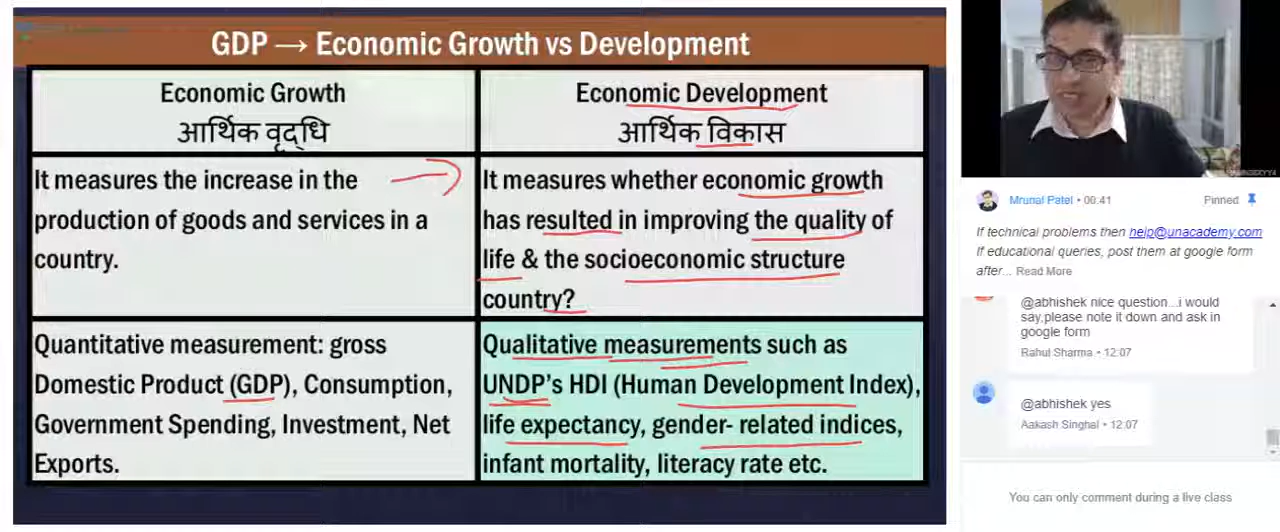 GDP → Economic Growth vs Development
Economic Growth
आर्थिक वृद्धि
Economic Development
आर्थिक विकास
It measures the increase in the
production of goods and services in a
country.
It measures whether economic growth
has resulted in improving the quality of
life & the socioeconomic structure
country?
Quantitative measurement: gross
Domestic Product (GDP), Consumption,
Government Spending, Investment, Net
Exports.
Qualitative measurements such as
UNDP's HDI (Human Development Index),
life expectancy, gender- related indices,
infant mortality, literacy rate etc.
Mrunal Patel • 00:41
Pinned
If technical problems then help@unacademy.com
If educational queries, post them at google form
after... Read More
@abhishek nice question...i would
say,please note it down and ask in
google form
Rahul Sharma • 12:07
@abhishek yes
Aakash Singhal • 12:07
You can only comment during a live class